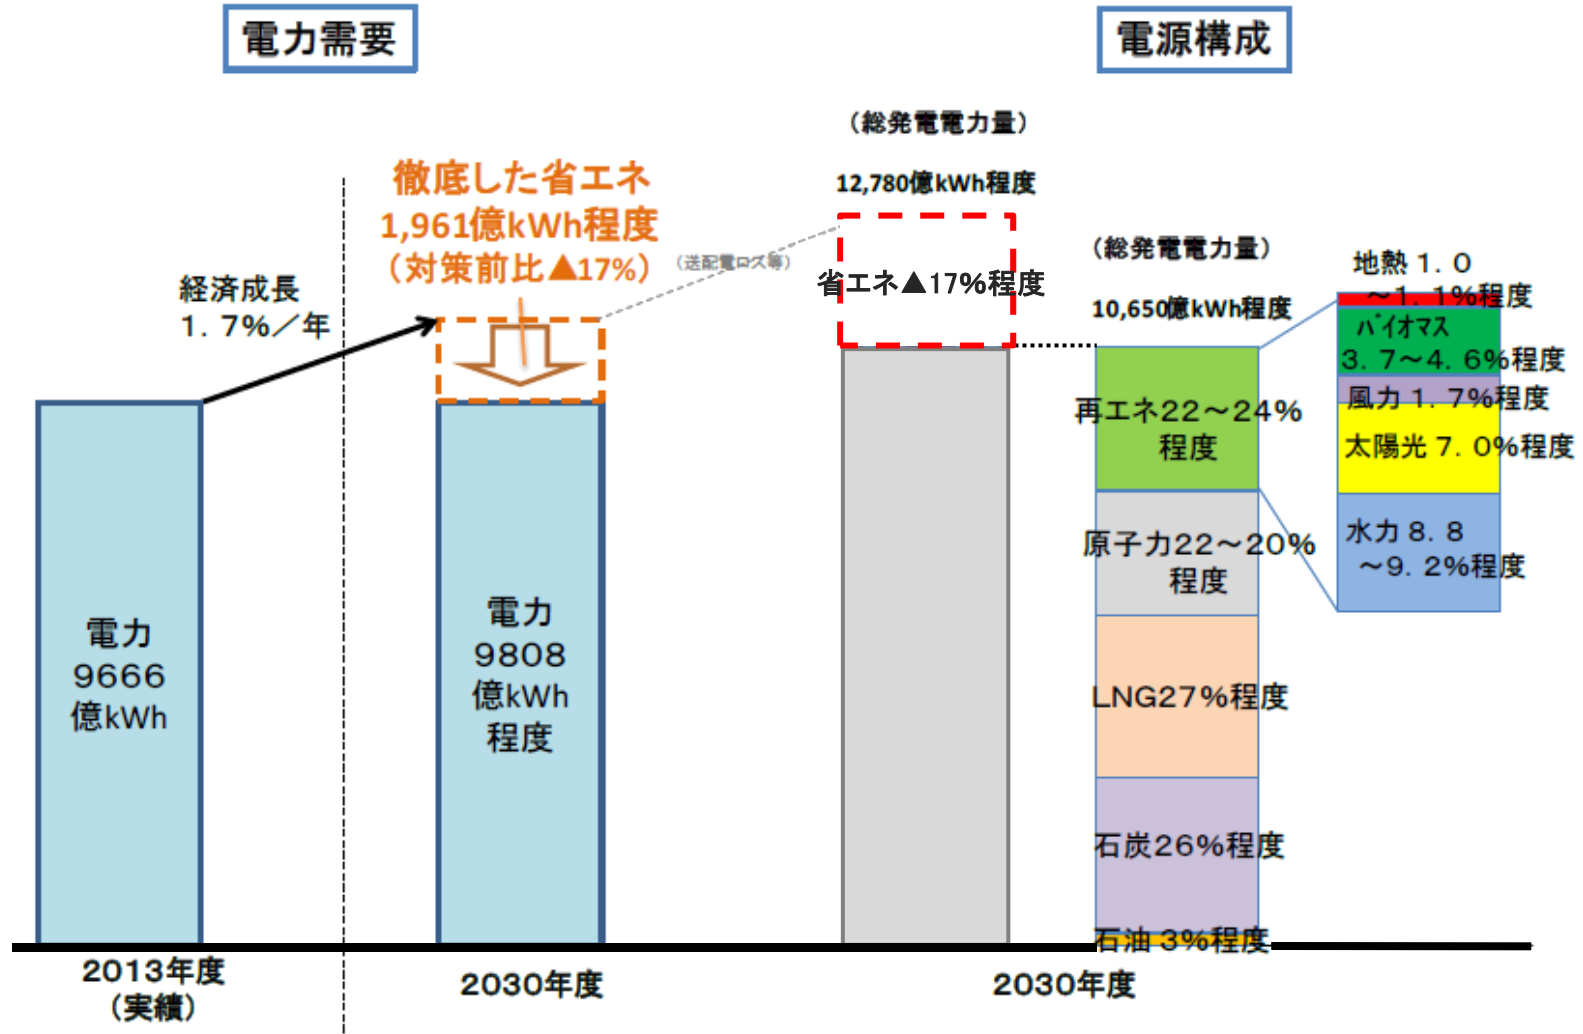 電力需要
電源構成
（総発電電力量）
12,780億kWh程度
徹底した省エネ
1,961億kWh程度
（対策前比▲17%）
（送配電ロス等）
省エネ▲17％程度
（総発電電力量）
10,650億kWh程度
経済成長
１．７％／年
地熱１．０
～１．１％程度
バイオマス
３．７～４．６％程度
風力１．７％程度
太陽光７．０％程度
水力８．８
～９．２％程度
再エネ22～24％
程度
原子力22～20％
程度
LNG27％程度
石炭26％程度
石油３％程度
電力
９６６６
億kWh
電力
９８０８
億kWh
程度
２０１３年度
（実績）
２０３０年度
２０３０年度